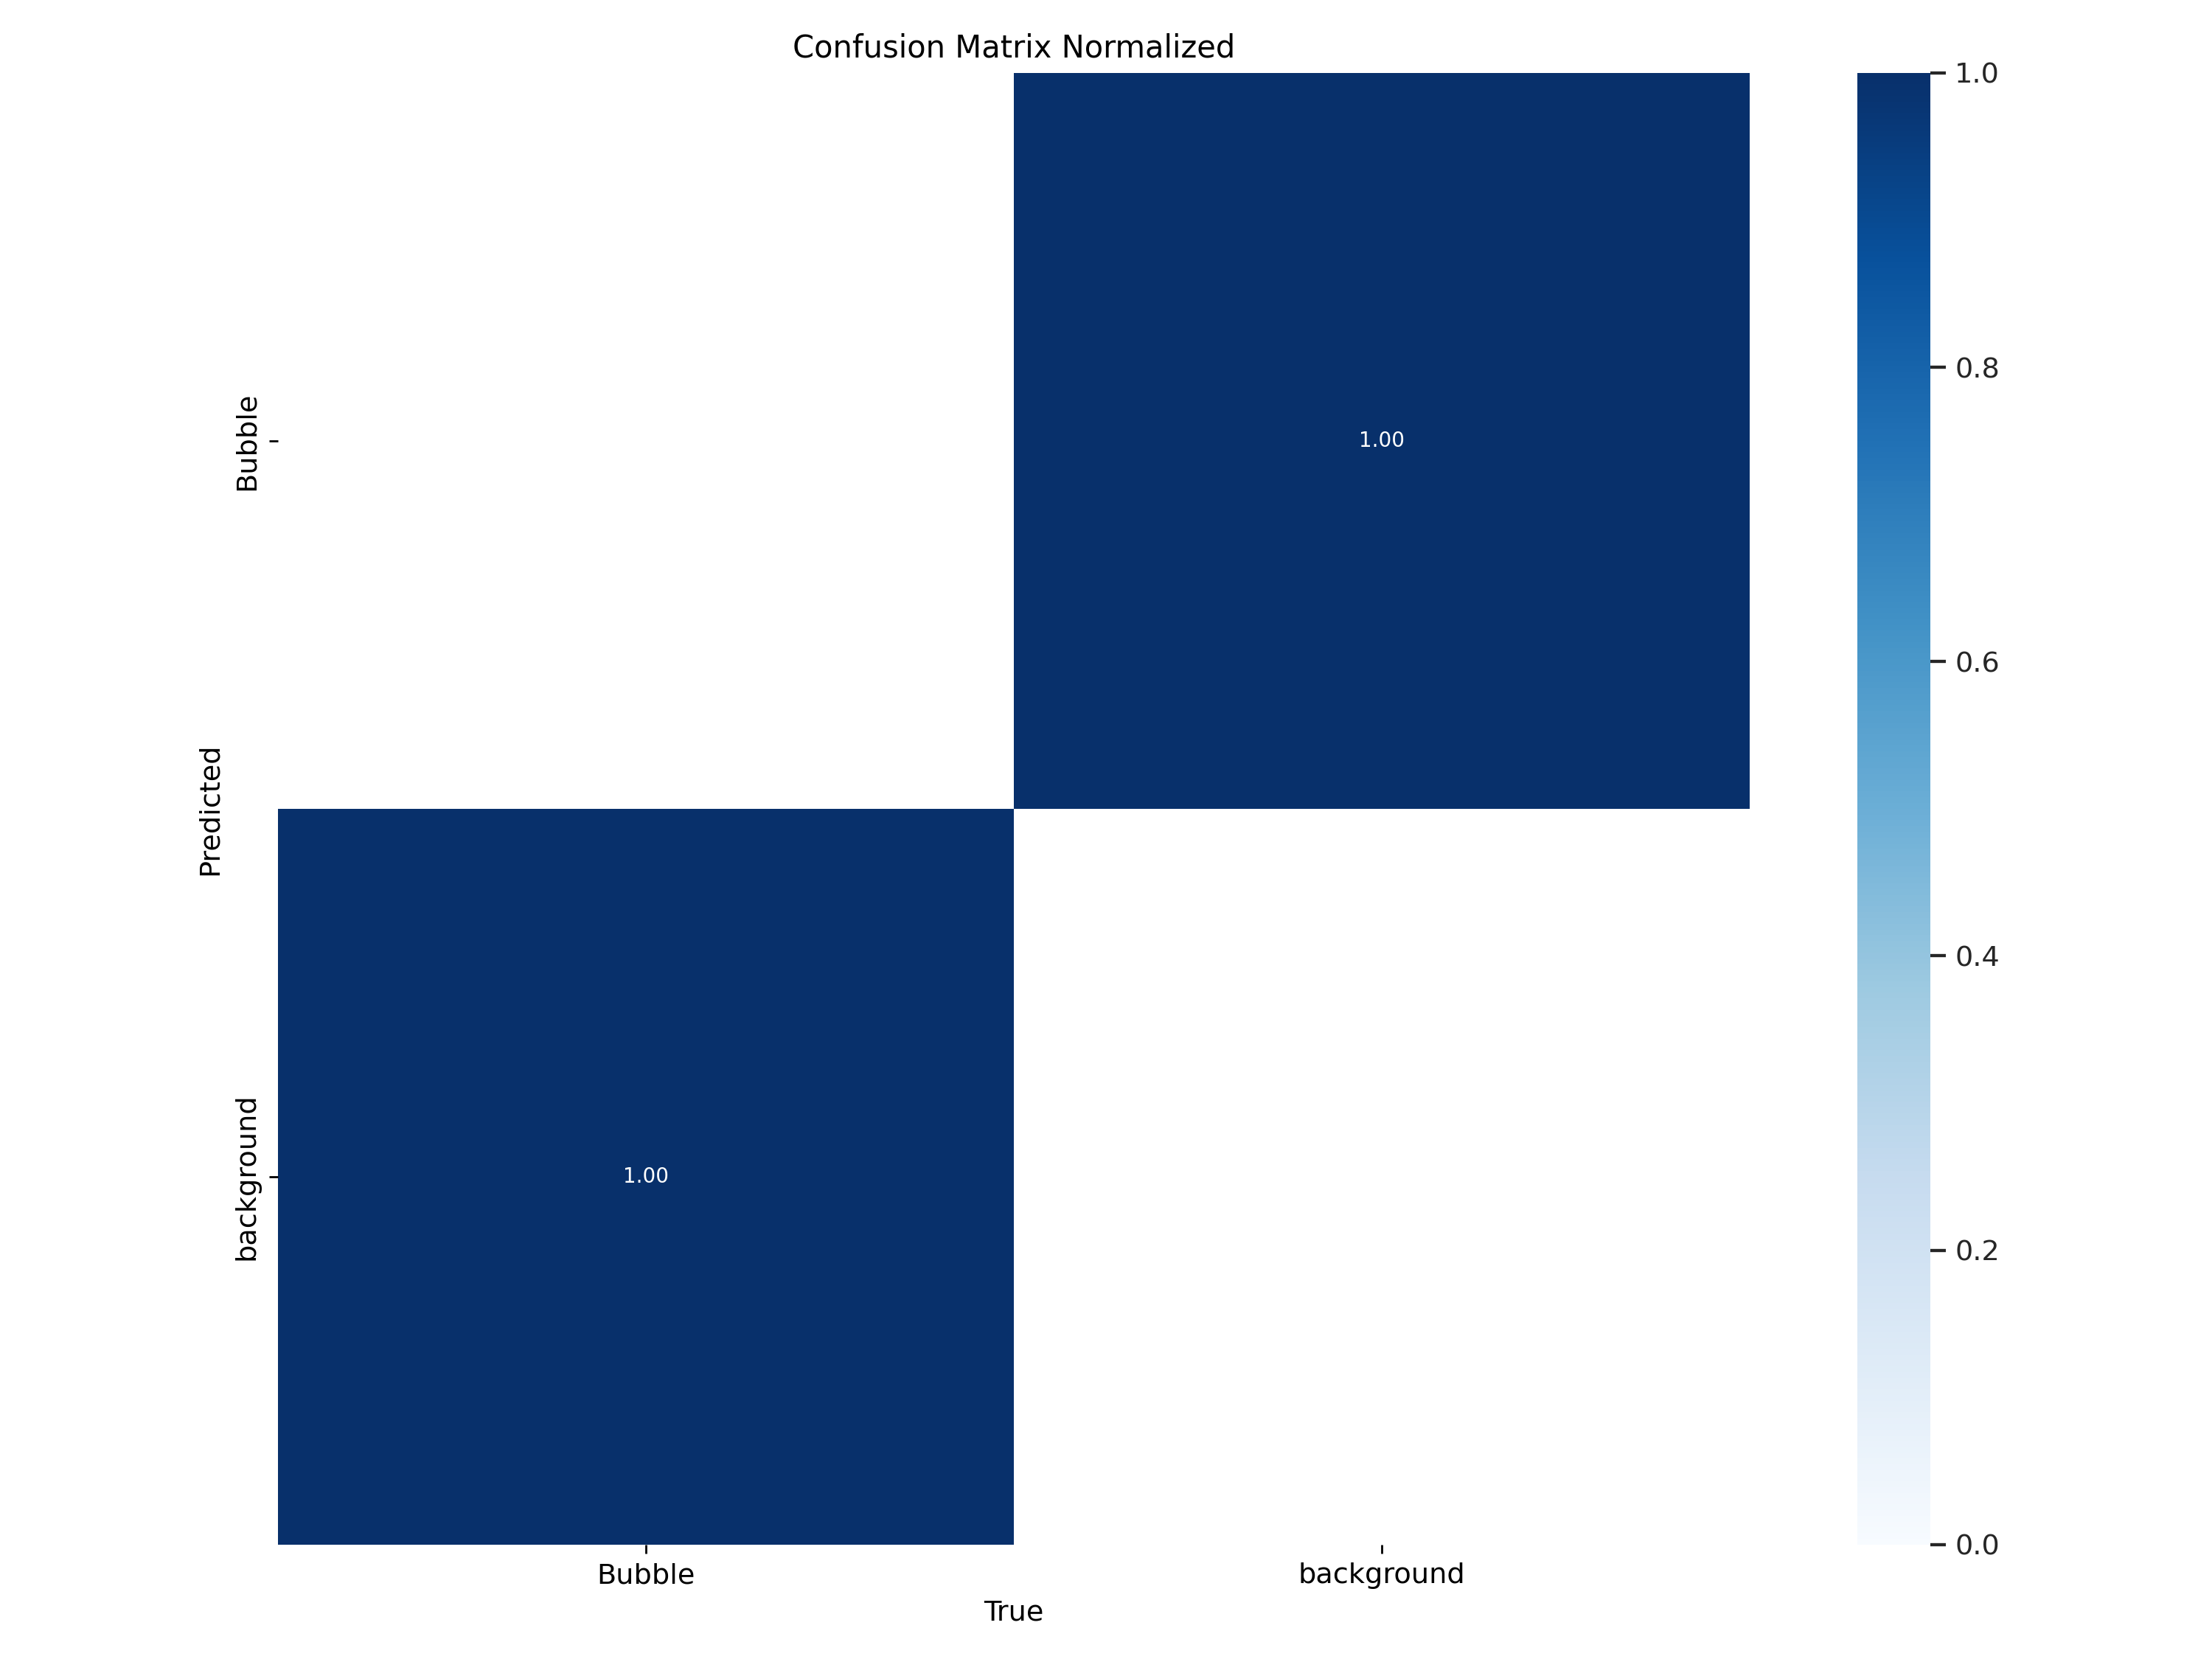 Confusion Matrix Normalized
Predicted
Bubble
background
1.00
1.00
Bubble
background
True
1.0
0.8
0.6
0.4
0.2
0.0